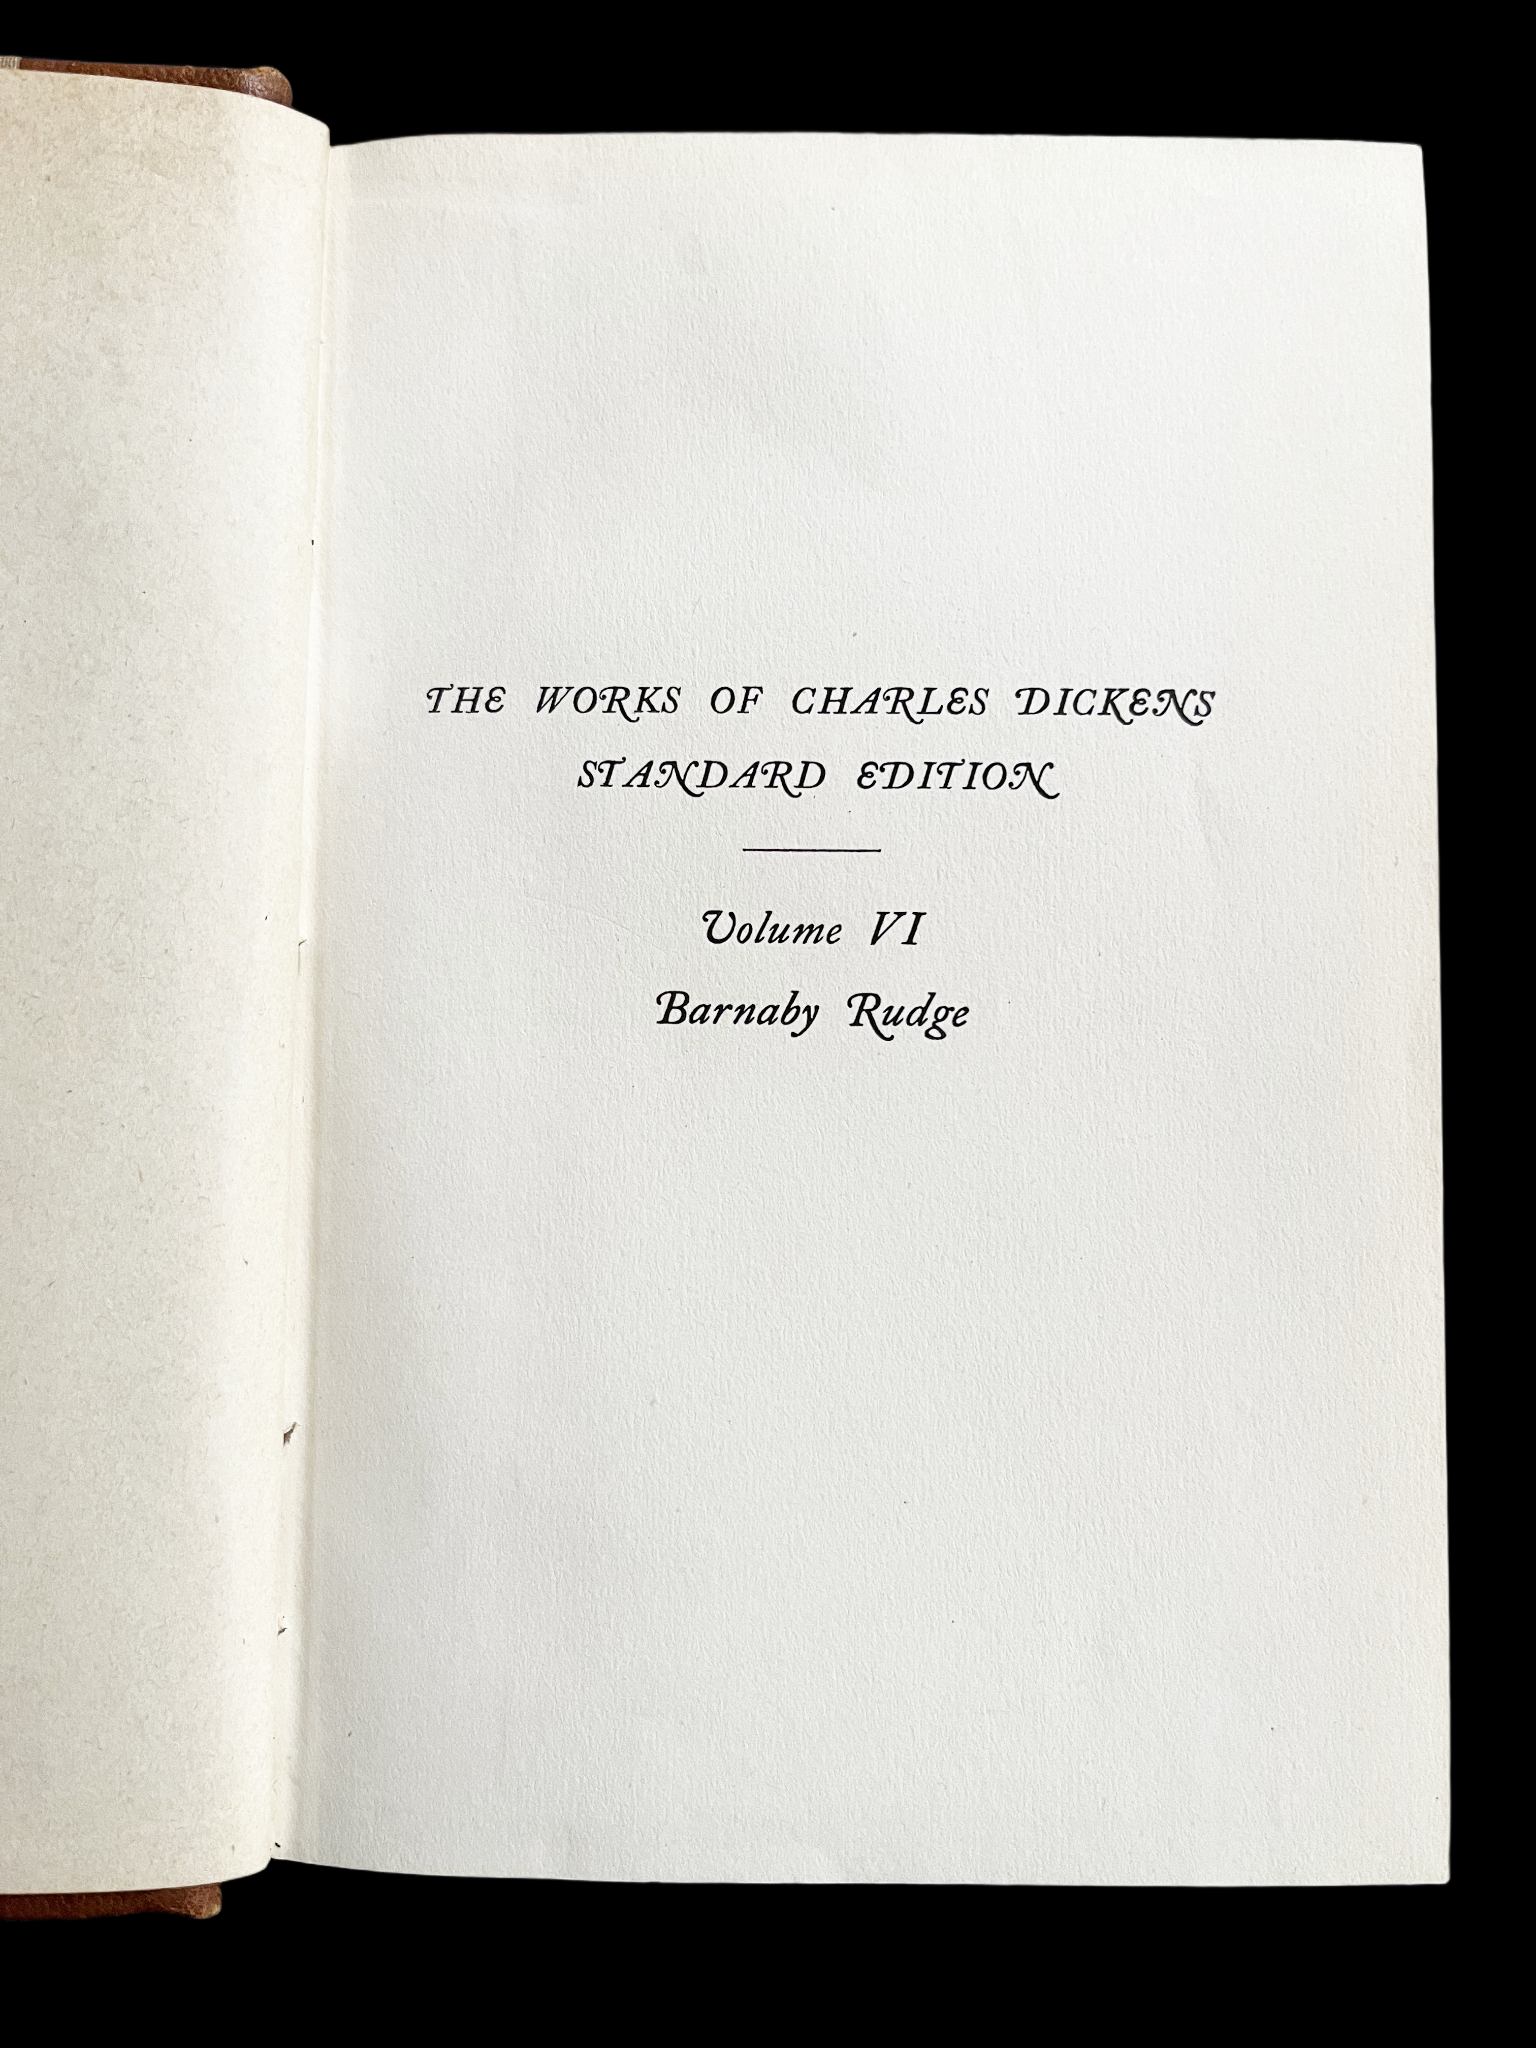 THE WORKS OF CHARLES DICKENS
STANDARD EDITION
Volume VI
Barnaby Rudge